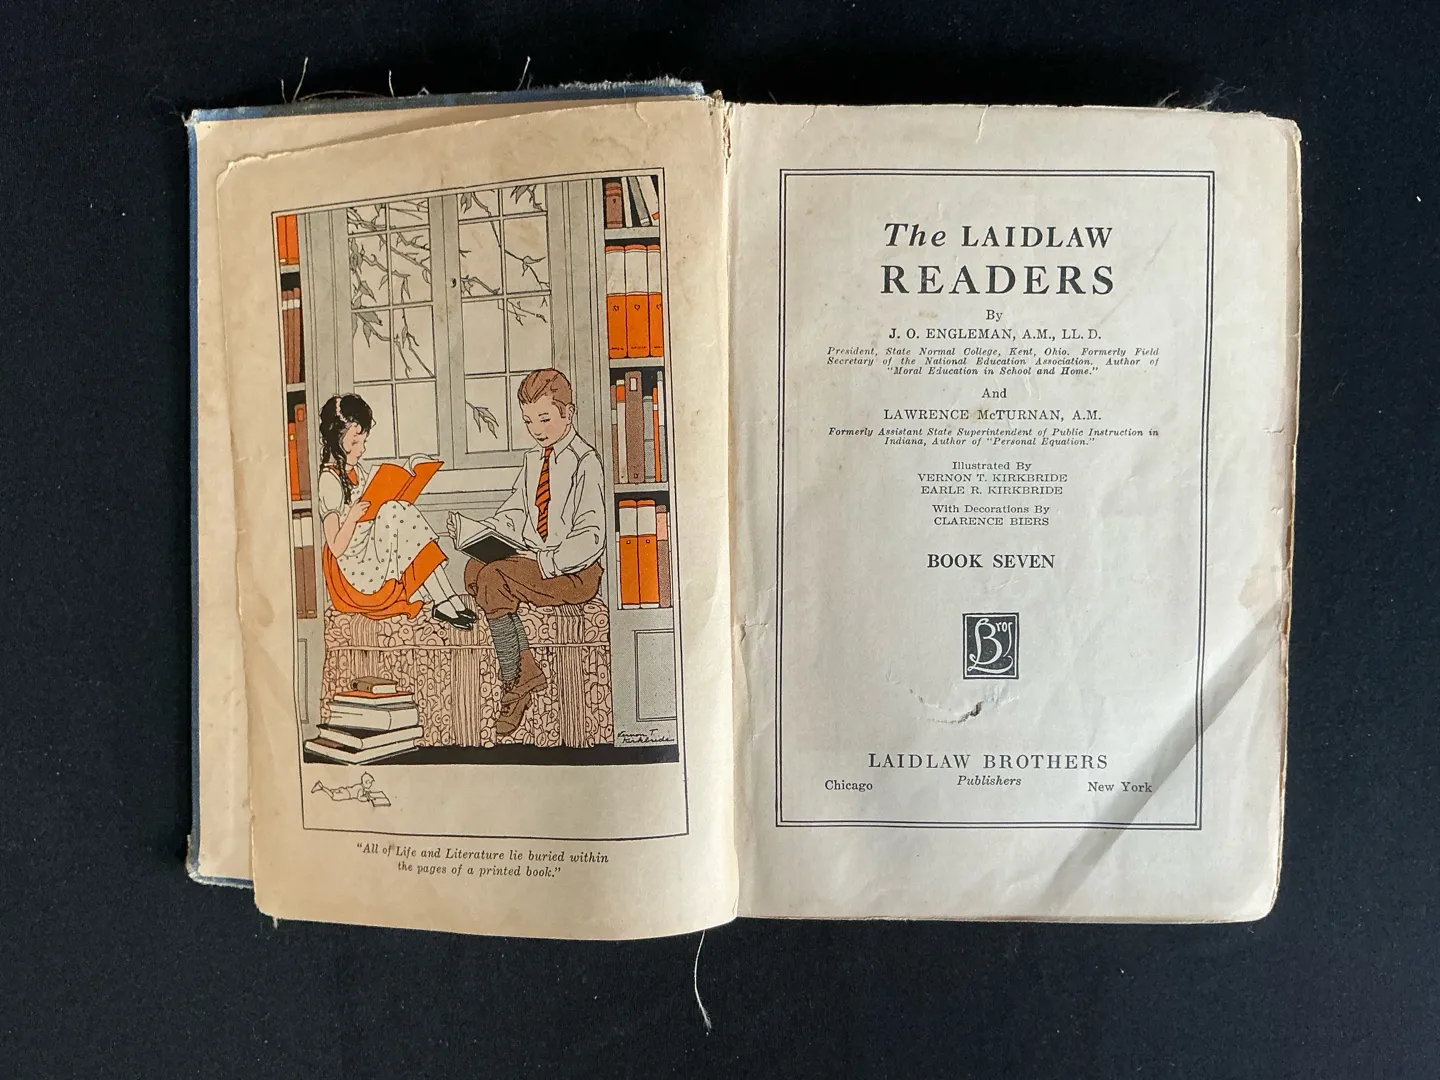 Vernon T.
Kirkbride
"All of Life and Literature lie buried within
the pages of a printed book."
The LAIDLAW
READERS
By
J. O. ENGLEMAN, A.M., LL. D.
President, State Normal College, Kent, Ohio. Formerly Field
Secretary of the National Education Association. Author of
"Moral Education in School and Home."
And
LAWRENCE McTURNAN, A.M.
Formerly Assistant State Superintendent of Public Instruction in
Indiana, Author of "Personal Equation."
Illustrated By
VERNON T. KIRKBRIDE
EARLE R. KIRKBRIDE
With Decorations By
CLARENCE BIERS
BOOK SEVEN
L Bros
LAIDLAW BROTHERS
Publishers
Chicago New York